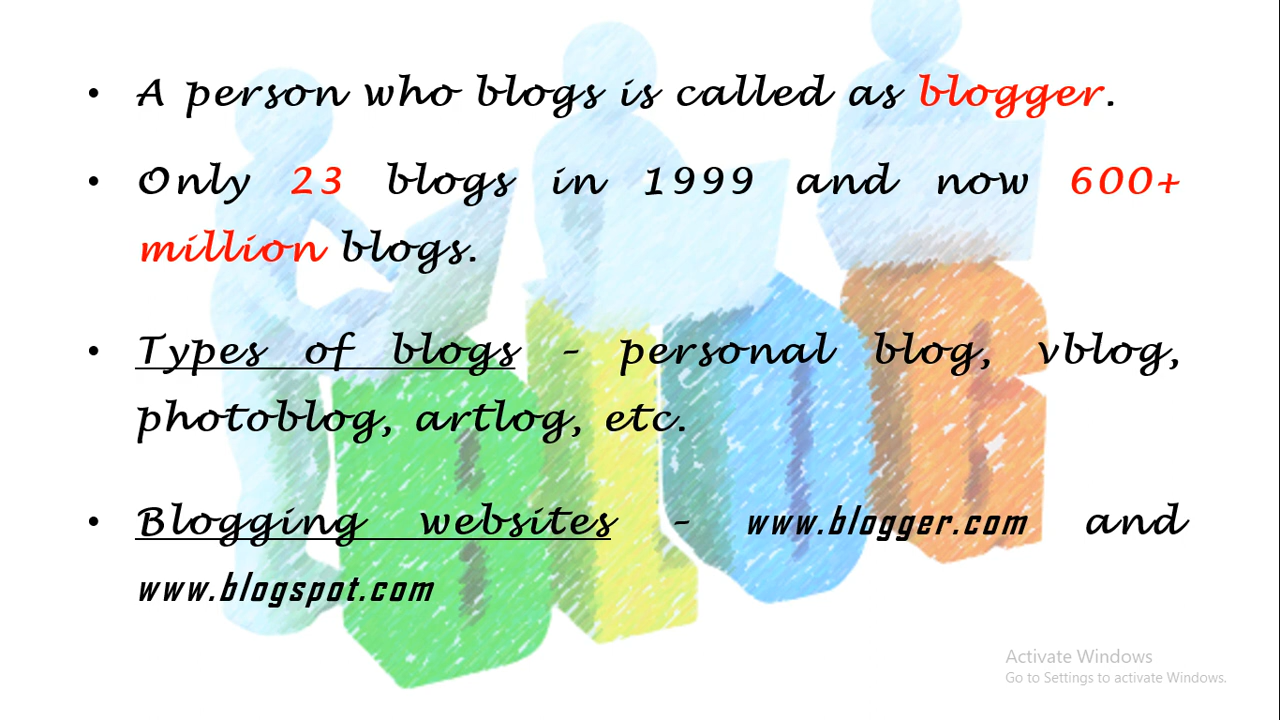 • A person who blogs is called as blogger.
• Only 23 blogs in 1999 and now 600+
million blogs.
• Types of blogs – personal blog, vblog,
photoblog, artlog, etc.
• Blogging websites – www.blogger.com and
www.blogspot.com
BLOG
Activate Windows
Go to Settings to activate Windows.